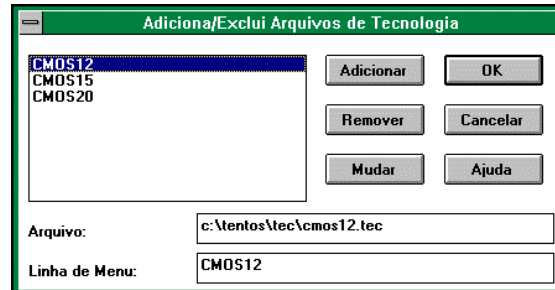 Adiciona/Exclui Arquivos de Tecnologia
CMOS12
CMOS15
CMOS20
Adicionar
OK
Remover
Cancelar
Mudar
Ajuda
Arquivo:
c:\tentos\tec\cmos12.tec
Linha de Menu:
CMOS12